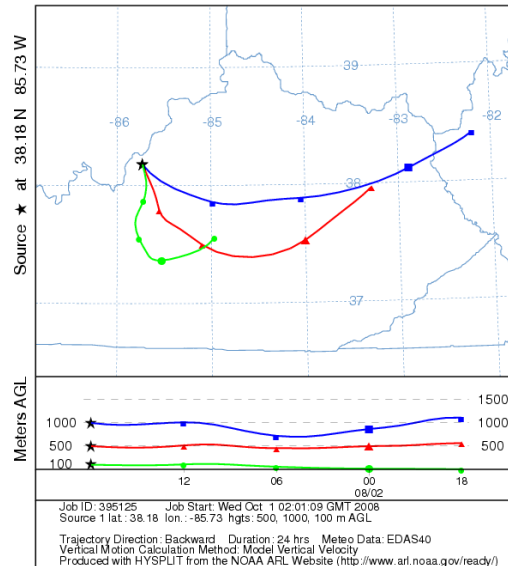 Source ★ at 38.18 N 85.73 W
39
-86
-85
-84
-83
-82
38
37
Meters AGL
1500
1000
1000
500
500
100
12
06
00
18
08/02
Job ID: 395125 Job Start: Wed Oct 1 02:01:09 GMT 2008
Source 1 lat.: 38.18 lon.: -85.73 hgts: 500, 1000, 100 m AGL
Trajectory Direction: Backward Duration: 24 hrs Meteo Data: EDAS40
Vertical Motion Calculation Method: Model Vertical Velocity
Produced with HYSPLIT from the NOAA ARL Website (http://www.arl.noaa.gov/ready/)